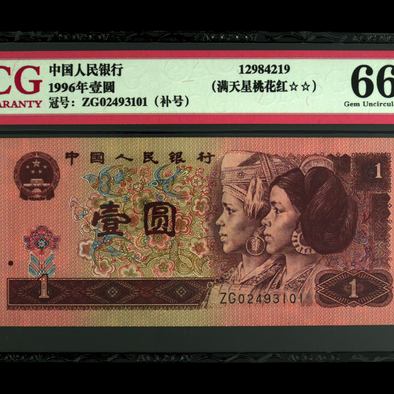 CG
中国人民银行
12984219
1996年壹圆
(满天星桃花红☆☆)
66
WARRANTY
冠号: ZG02493101 (补号)
Gem Uncircula
中国人民银行
1
壹圆
ZG02493101
1
1